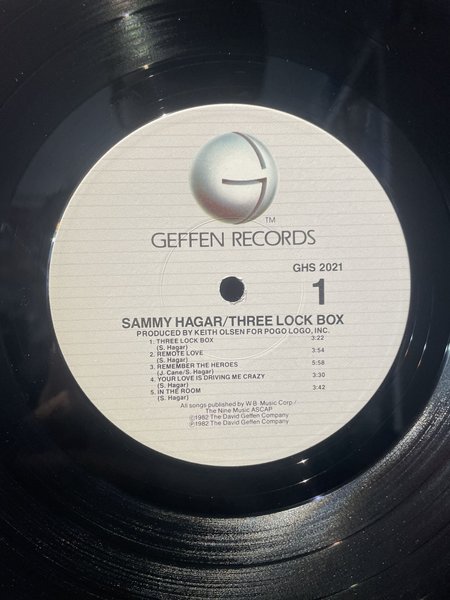 G
TM
GEFFEN RECORDS
GHS 2021
1
SAMMY HAGAR/THREE LOCK BOX
PRODUCED BY KEITH OLSEN FOR POGO LOGO, INC.
1. THREE LOCK BOX 3:22
(S. Hagar)
2. REMOTE LOVE 3:54
(S. Hagar)
3. REMEMBER THE HEROES 5:58
(J. Cane/S. Hagar)
4. YOUR LOVE IS DRIVING ME CRAZY 3:30
(S. Hagar)
5. IN THE ROOM 3:42
(S. Hagar)
All songs published by W-B-Music Corp./
The Nine Music ASCAP
©1982 The David Geffen Company
℗1982 The David Geffen Company